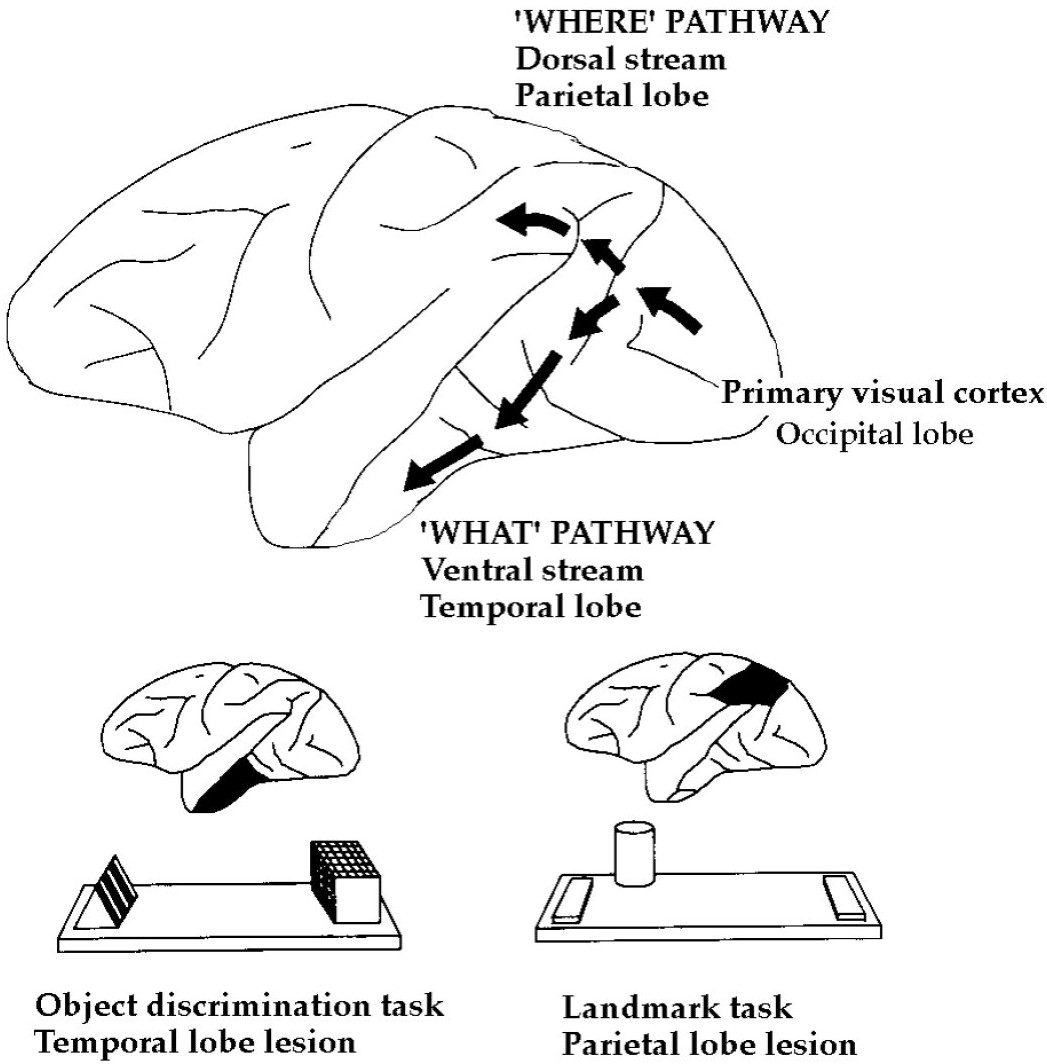 'WHERE' PATHWAY
Dorsal stream
Parietal lobe
Primary visual cortex
Occipital lobe
'WHAT' PATHWAY
Ventral stream
Temporal lobe
Object discrimination task
Temporal lobe lesion
Landmark task
Parietal lobe lesion